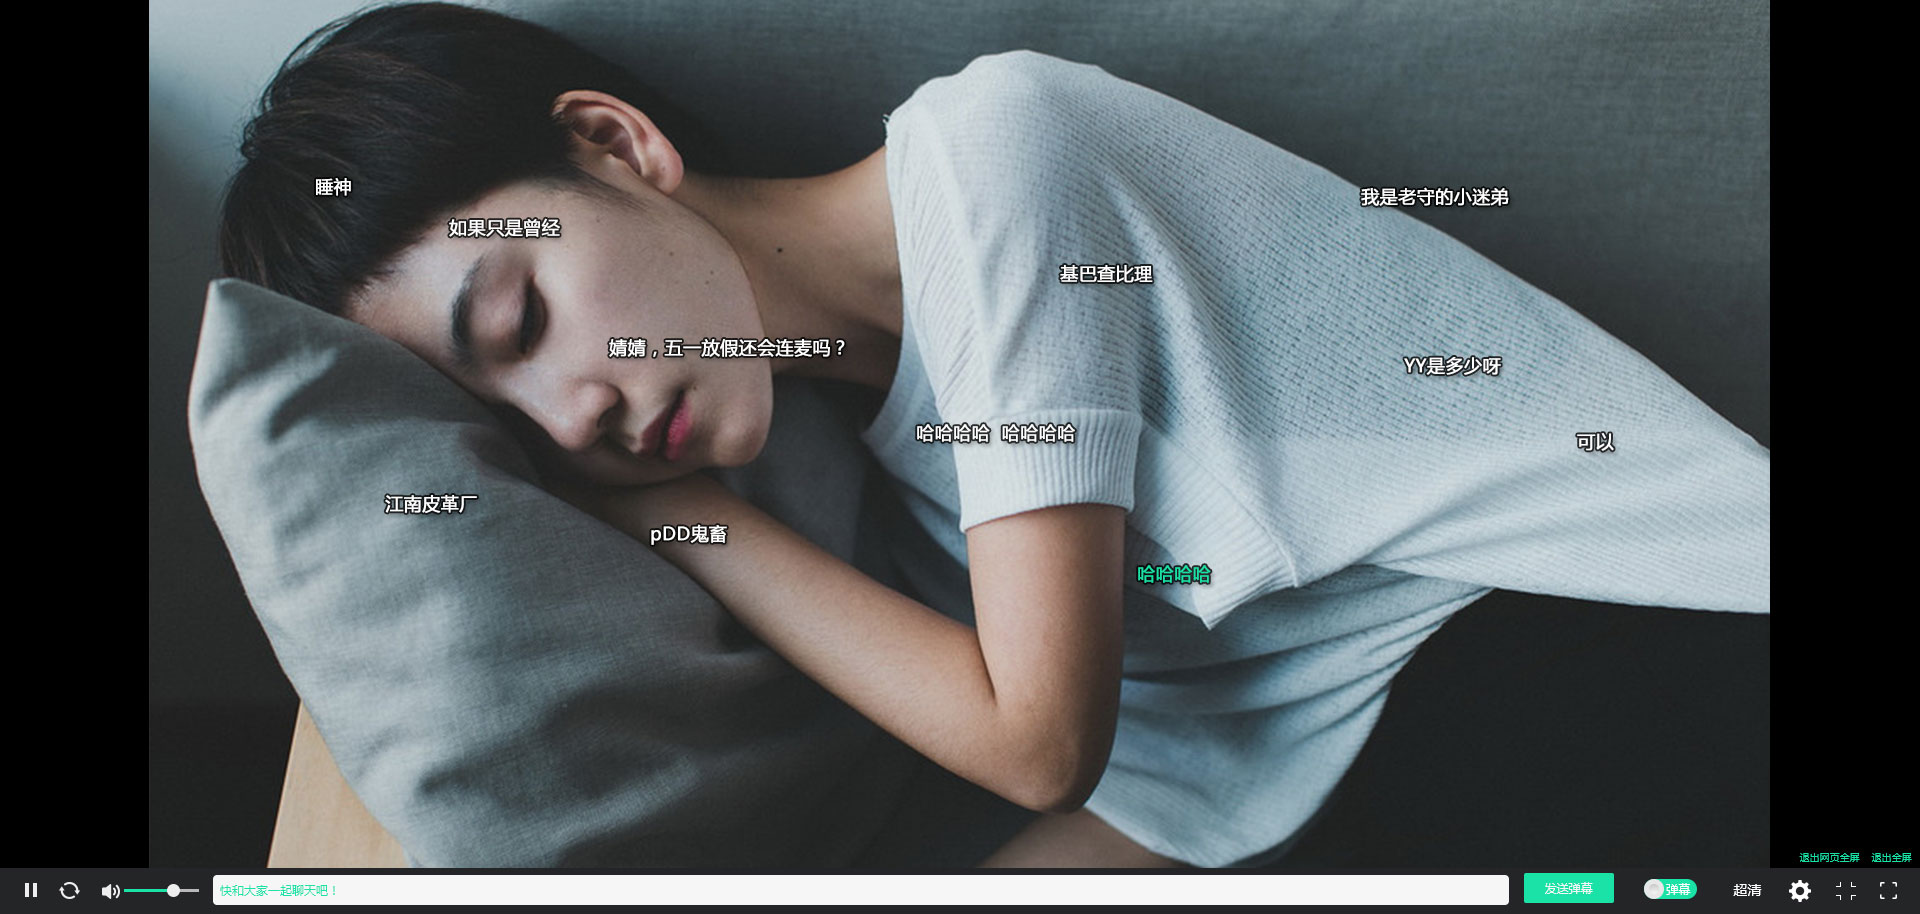 睡神
我是老守的小迷弟
如果只是曾经
基巴查比理
婧婧，五一放假还会连麦吗？
YY是多少呀
哈哈哈哈 哈哈哈哈
可以
江南皮革厂
pDD鬼畜
哈哈哈哈
退出网页全屏 退出全屏
快和大家一起聊天吧！
发送弹幕
弹幕
超清